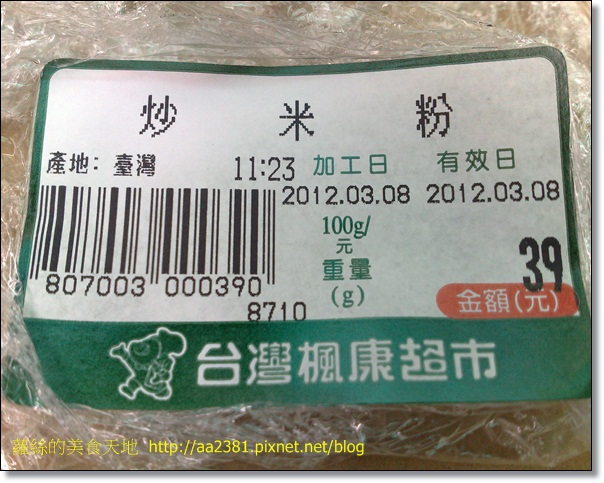 炒 米 粉
產地: 臺灣 11:23 加工日 有效日
2012.03.08 2012.03.08
100g/
元
重量
(g)
39
金額(元)
807003 000390
8710
台灣楓康超市
蘿絲的美食天地 http://aa2381.pixnet.net/blog